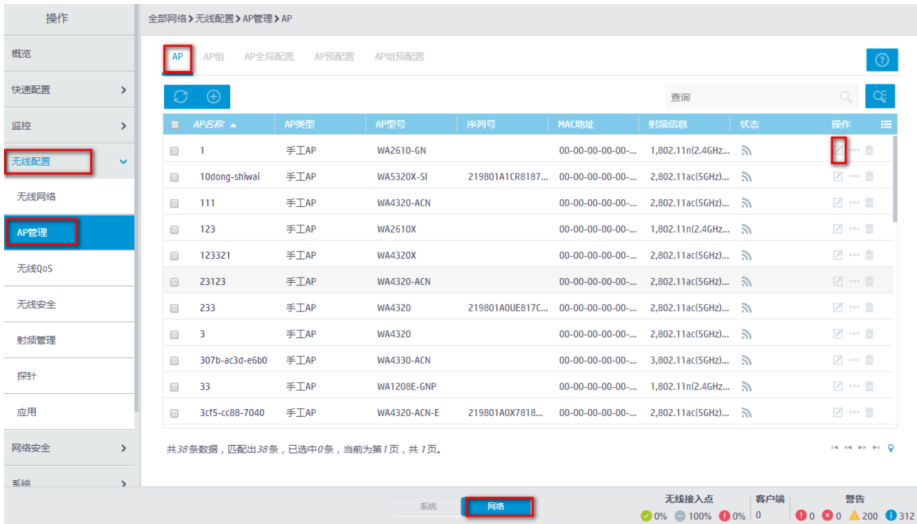 操作
全部网络>无线配置>AP管理>AP
概览
快速配置
监控
无线配置
无线网络
AP管理
无线QoS
无线安全
射频管理
探针
应用
网络安全
系统
AP AP组 AP全局配置 AP预配置 AP组预配置
查询
AP名称 AP类型 AP型号 序列号 MAC地址 射频信息 状态 操作
1 手工AP WA2610-GN 00-00-00-00-00-... 1,802.11n(2.4GHz...
10dong-shiwai 手工AP WA5320X-SI 219801A1CR8187... 00-00-00-00-00-... 2,802.11ac(5GHz)...
111 手工AP WA4320-ACN 00-00-00-00-00-... 2,802.11ac(5GHz)...
123 手工AP WA2610X 00-00-00-00-00-... 1,802.11n(2.4GHz...
123321 手工AP WA4320X 00-00-00-00-00-... 2,802.11ac(5GHz)...
23123 手工AP WA4320-ACN 00-00-00-00-00-... 2,802.11ac(5GHz)...
233 手工AP WA4320 219801A0UE817C... 00-00-00-00-00-... 2,802.11ac(5GHz)...
3 手工AP WA4320 00-00-00-00-00-... 2,802.11ac(5GHz)...
307b-ac3d-e6b0 手工AP WA4330-ACN 00-00-00-00-00-... 3,802.11ac(5GHz)...
33 手工AP WA1208E-GNP 00-00-00-00-00-... 1,802.11n(2.4GHz...
3cf5-cc88-7040 手工AP WA4320-ACN-E 219801A0X7818... 00-00-00-00-00-... 2,802.11ac(5GHz)...
共38条数据，匹配出38条，已选中0条，当前为第1页，共 1页。
系统 网络
无线接入点 客户端 警告
0% 100% 0% 0 0 0 200 312